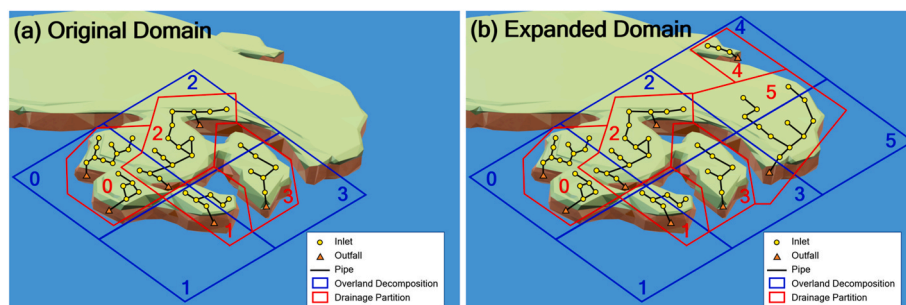 (a) Original Domain
2
2
0
0
3
3
1
1
Inlet
Outfall
Pipe
Overland Decomposition
Drainage Partition
(b) Expanded Domain
4
4
2
5
2
5
0
0
3
3
1
1
Inlet
Outfall
Pipe
Overland Decomposition
Drainage Partition